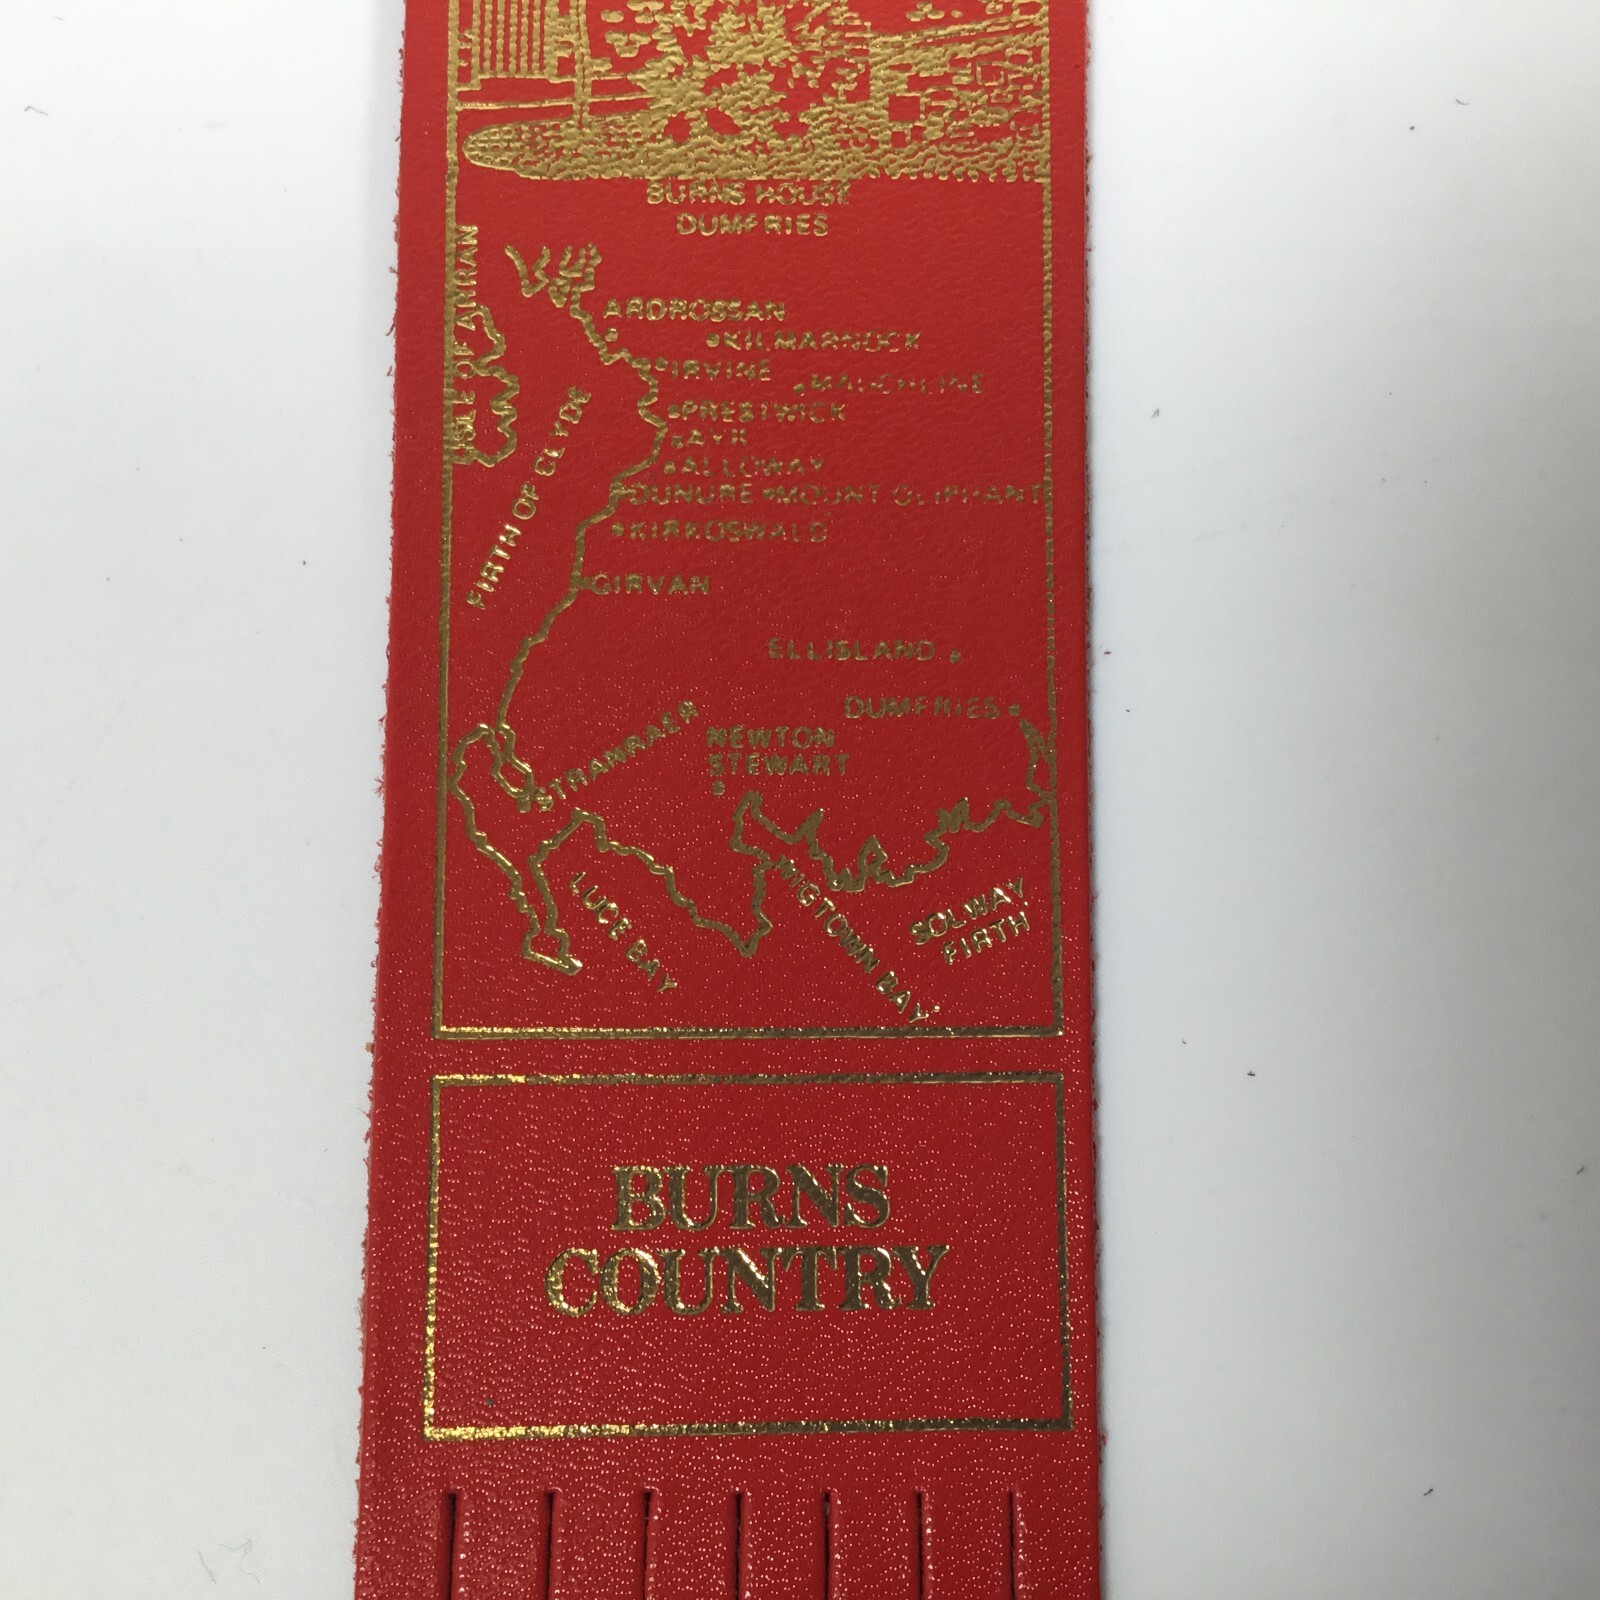 BURNS HOUSE
DUMFRIES
ISLE OF ARRAN
ARDROSSAN
KILMARNOCK
IRVINE
MAUCHLINE
PRESTWICK
AYR
ALLOWAY
DUNURE MOUNT OLIPHANT
KIRKOSWALD
FIRTH OF CLYDE
GIRVAN
ELLISLAND
DUMFRIES
STRANRAER
NEWTON
STEWART
LUCE BAY
WIGTOWN BAY
SOLWAY
FIRTH
BURNS
COUNTRY